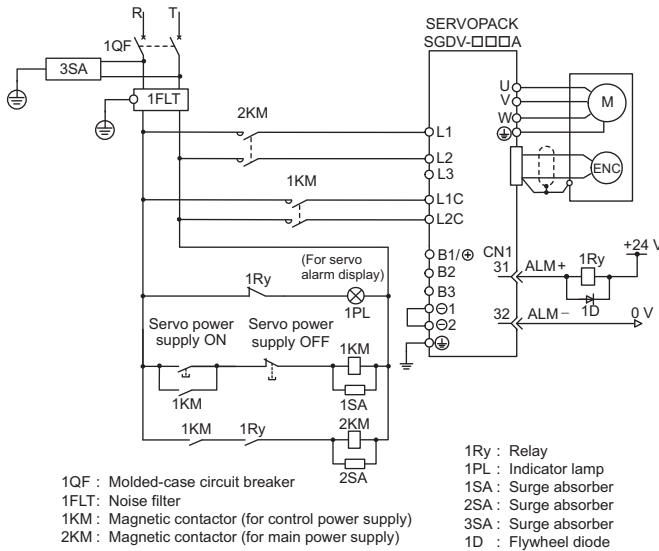 R T
SERVOPACK
SGDV-□□□A
1QF
3SA
1FLT
U
V
W
M
2KM
L1
L2
L3
ENC
1KM
L1C
L2C
B1/⊕
CN1
31
ALM+
1Ry
+24 V
B2
1D
(For servo
alarm display)
1Ry
1PL
B3
⊖1
32
ALM−
0 V
⊖2
Servo power
supply ON
Servo power
supply OFF
1KM
1KM
1SA
1KM
1Ry
2KM
2SA
1QF : Molded-case circuit breaker
1FLT: Noise filter
1KM : Magnetic contactor (for control power supply)
2KM : Magnetic contactor (for main power supply)
1Ry : Relay
1PL : Indicator lamp
1SA : Surge absorber
2SA : Surge absorber
3SA : Surge absorber
1D : Flywheel diode